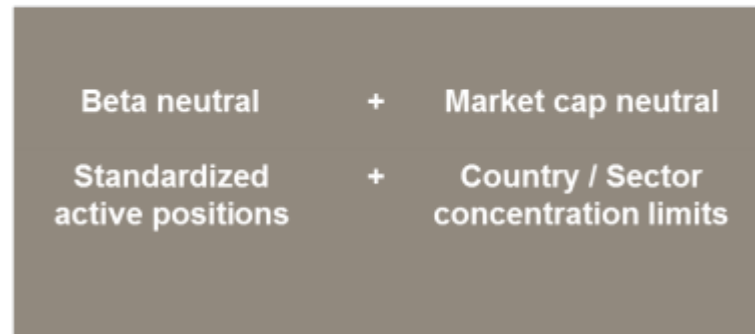 Beta neutral + Market cap neutral
Standardized + Country / Sector
active positions concentration limits